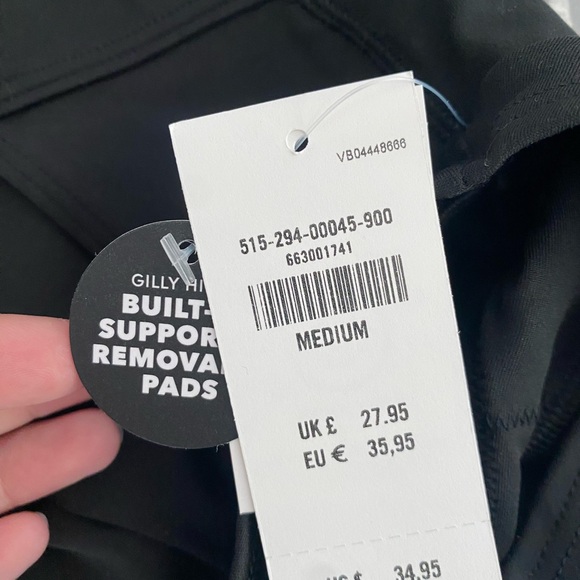 VB04448666
515-294-00045-900
663001741
MEDIUM
UK £ 27.95
EU € 35,95
34.95
GILLY
BUILT-
SUPPOR
REMOVA
PADS